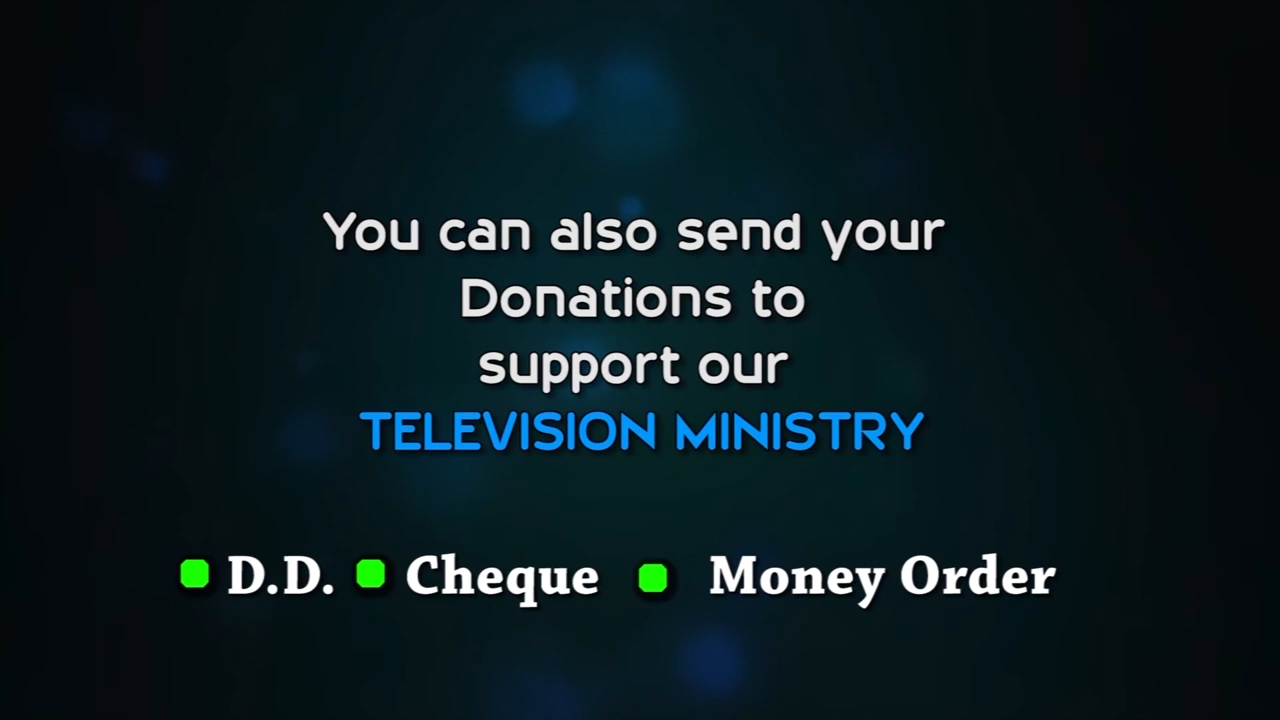 You can also send your
Donations to
support our
TELEVISION MINISTRY
D.D. Cheque Money Order